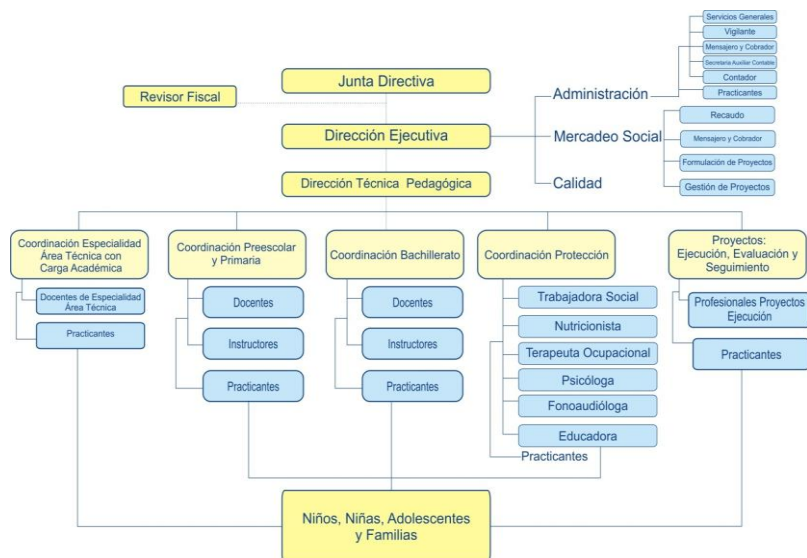 Servicios Generales
Vigilante
Mensajero y Cobrador
Secretaria Auxiliar Contable
Contador
Practicantes
Junta Directiva
Revisor Fiscal
Administración
Dirección Ejecutiva
Mercadeo Social
Recaudo
Mensajero y Cobrador
Formulación de Proyectos
Gestión de Proyectos
Dirección Técnica Pedagógica
Calidad
Coordinación Especialidad
Área Técnica con
Carga Académica
Docentes de Especialidad
Área Técnica
Practicantes
Coordinación Preescolar
y Primaria
Docentes
Instructores
Practicantes
Coordinación Bachillerato
Docentes
Instructores
Practicantes
Coordinación Protección
Trabajadora Social
Nutricionista
Terapeuta Ocupacional
Psicóloga
Fonoaudióloga
Educadora
Practicantes
Proyectos:
Ejecución, Evaluación y
Seguimiento
Profesionales Proyectos
Ejecución
Practicantes
Niños, Niñas, Adolescentes
y Familias